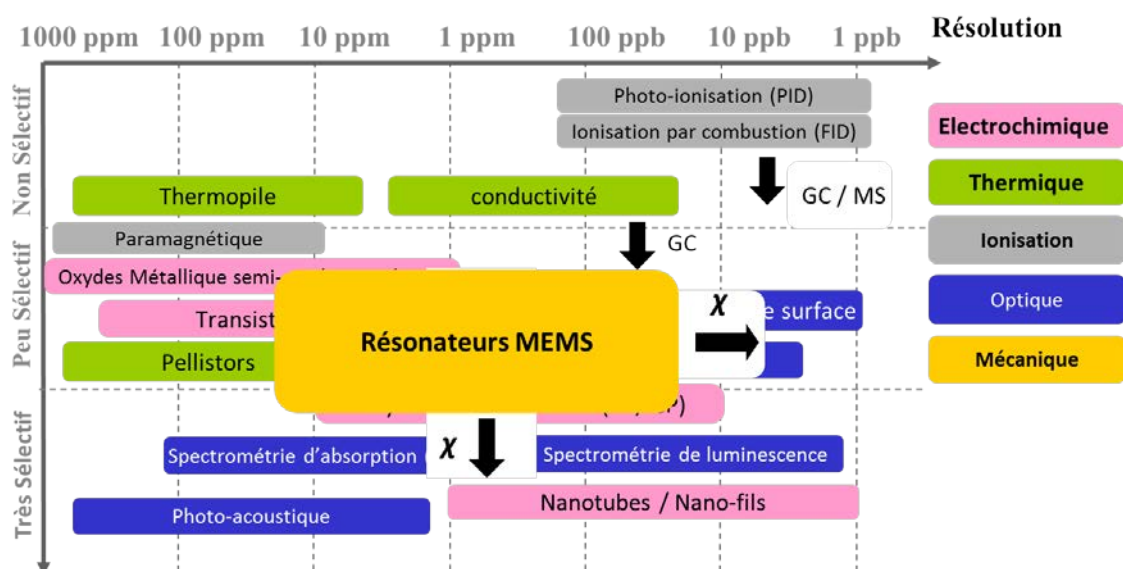 1000 ppm 100 ppm 10 ppm 1 ppm 100 ppb 10 ppb 1 ppb Résolution
Non Sélectif
Photo-ionisation (PID)
Ionisation par combustion (FID)
Electrochimique
Thermopile
conductivité
GC / MS
Thermique
Paramagnétique
GC
Ionisation
Peu Sélectif
Oxydes Métallique semi-
Transist
χ
surface
Optique
Résonateurs MEMS
Pellistors
Mécanique
Très Sélectif
Spectrométrie d'absorption
χ
Spectrométrie de luminescence
Nanotubes / Nano-fils
Photo-acoustique